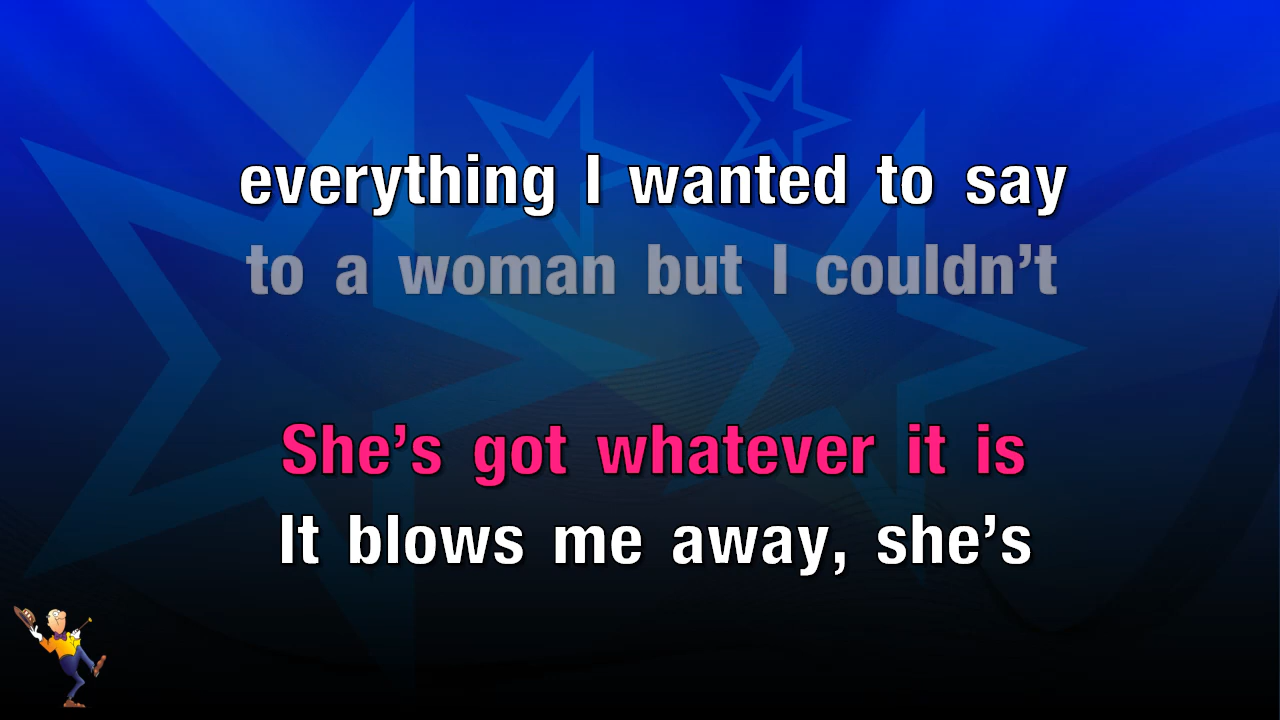 everything I wanted to say
to a woman but I couldn’t
She’s got whatever it is
It blows me away, she’s